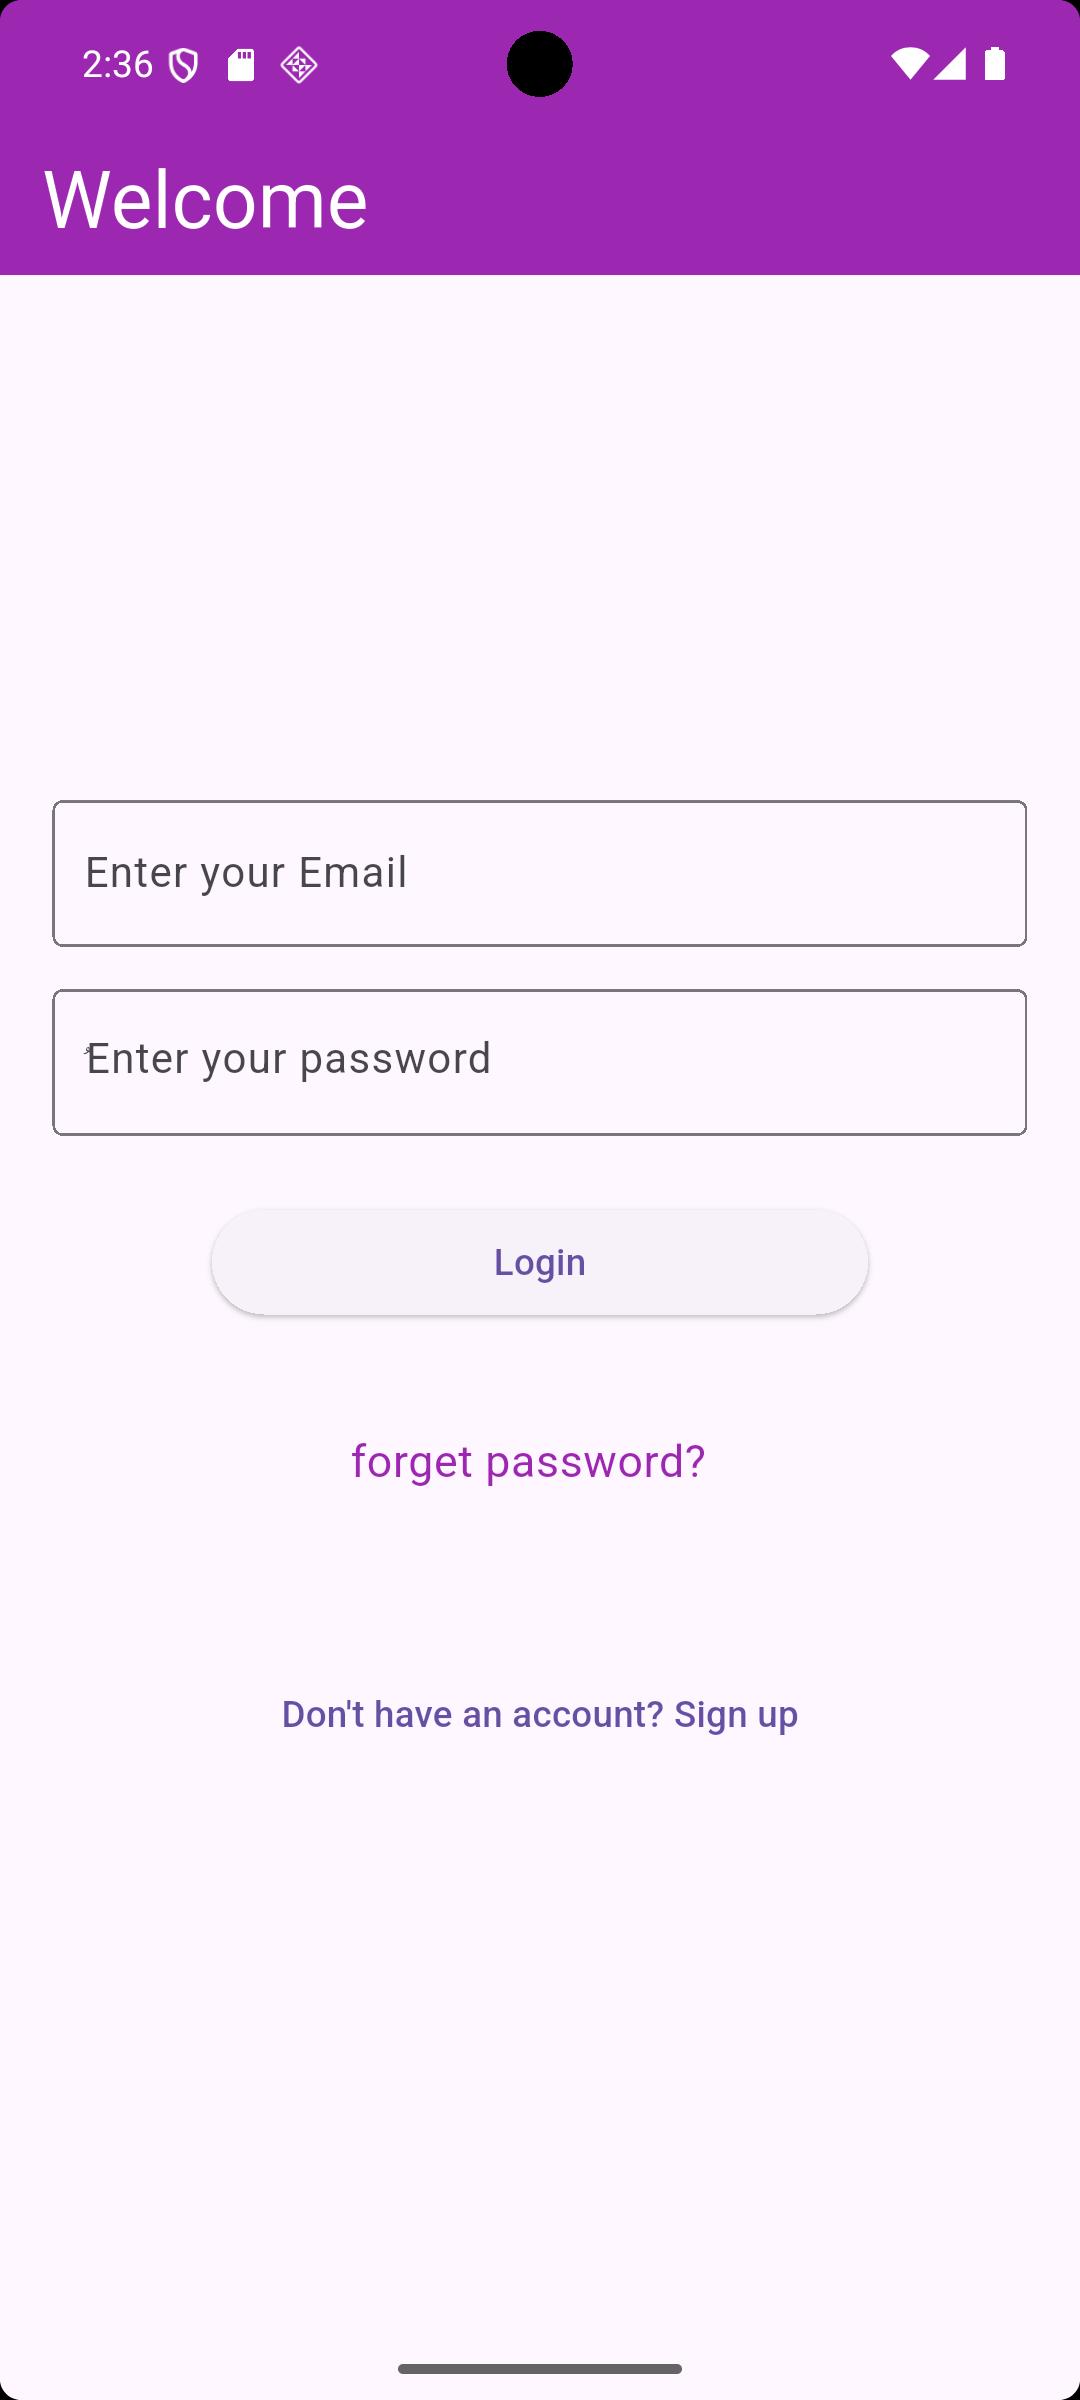 2:36
Welcome
Enter your Email
ُEnter your password
Login
forget password?
Don't have an account? Sign up